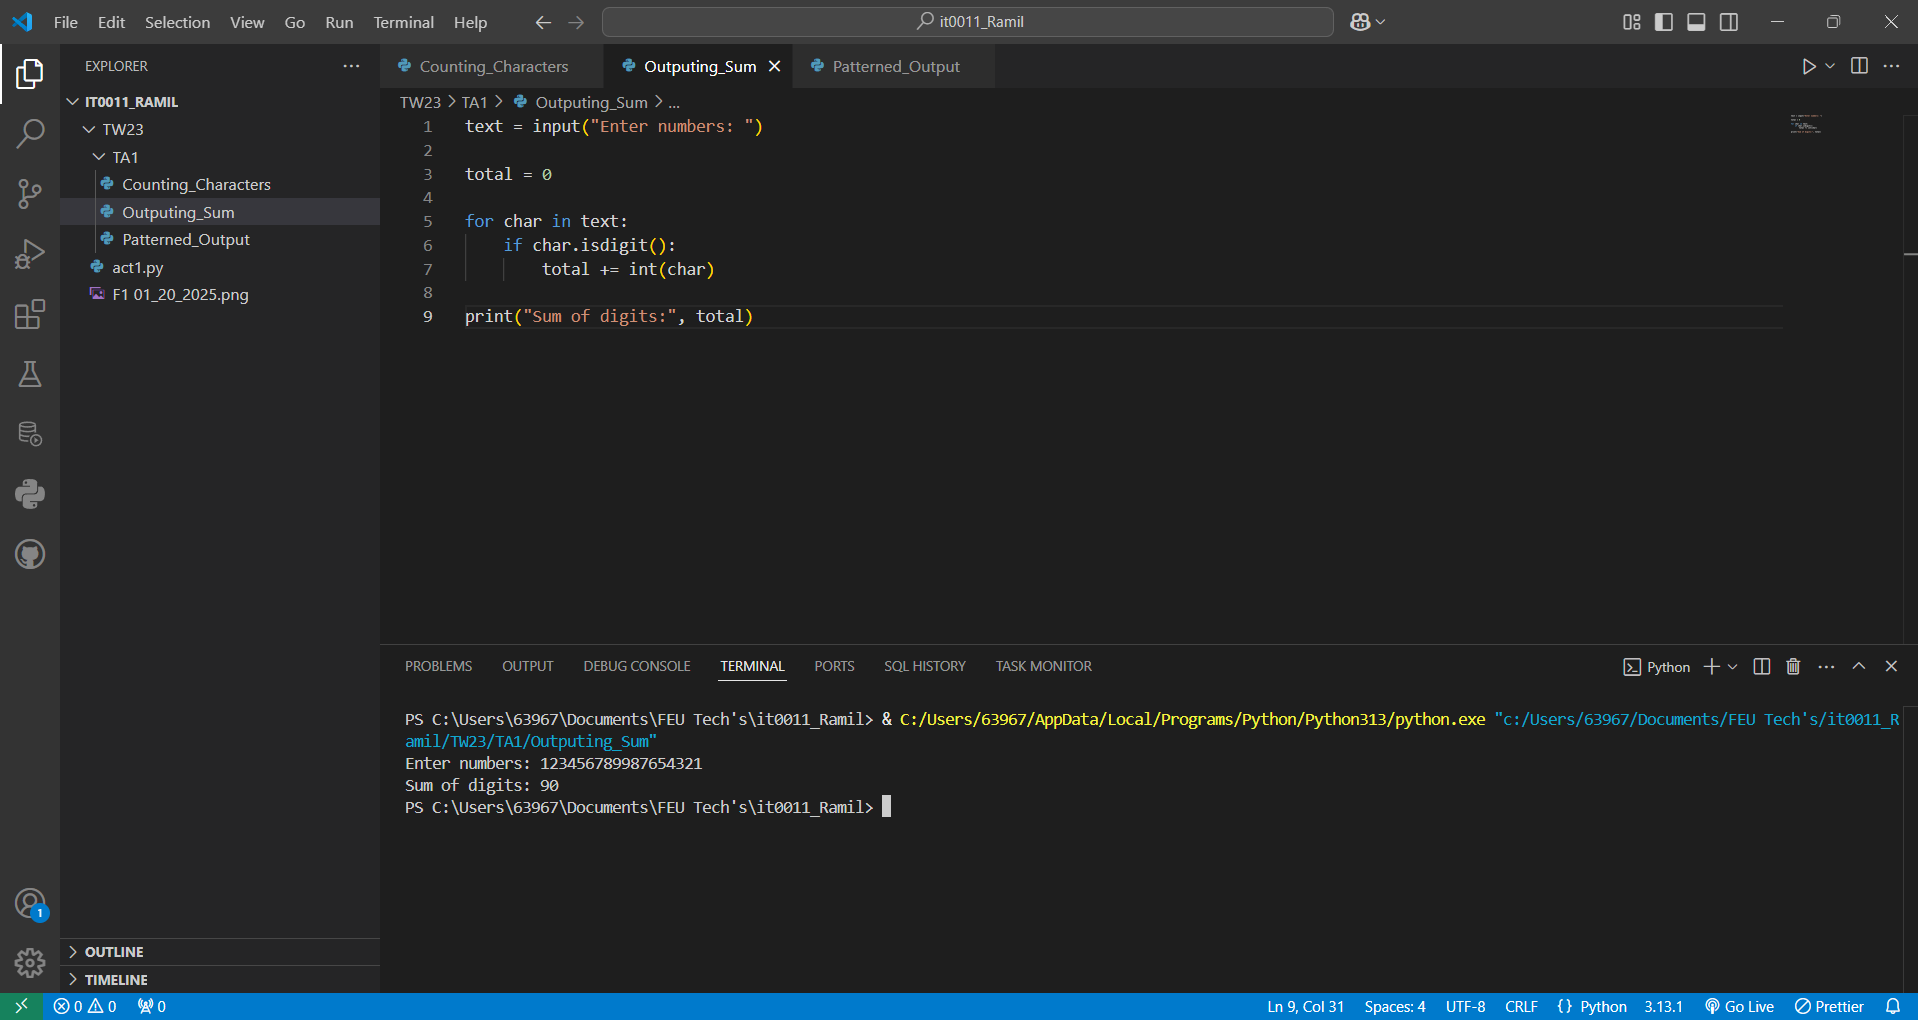 File Edit Selection View Go Run Terminal Help it0011_Ramil
EXPLORER
IT0011_RAMIL
TW23
TA1
Counting_Characters
Outputing_Sum
Patterned_Output
act1.py
F1 01_20_2025.png
OUTLINE
TIMELINE
Counting_Characters Outputing_Sum Patterned_Output
TW23 > TA1 > Outputing_Sum > ...
1 text = input("Enter numbers: ")
2
3 total = 0
4
5 for char in text:
6 if char.isdigit():
7 total += int(char)
8
9 print("Sum of digits:", total)
PROBLEMS OUTPUT DEBUG CONSOLE TERMINAL PORTS SQL HISTORY TASK MONITOR Python
PS C:\Users\63967\Documents\FEU Tech's\it0011_Ramil> & C:/Users/63967/AppData/Local/Programs/Python/Python313/python.exe "c:/Users/63967/Documents/FEU Tech's/it0011_R
amil/TW23/TA1/Outputing_Sum"
Enter numbers: 123456789987654321
Sum of digits: 90
PS C:\Users\63967\Documents\FEU Tech's\it0011_Ramil>
1
0 0 0 Ln 9, Col 31 Spaces: 4 UTF-8 CRLF {} Python 3.13.1 Go Live Prettier